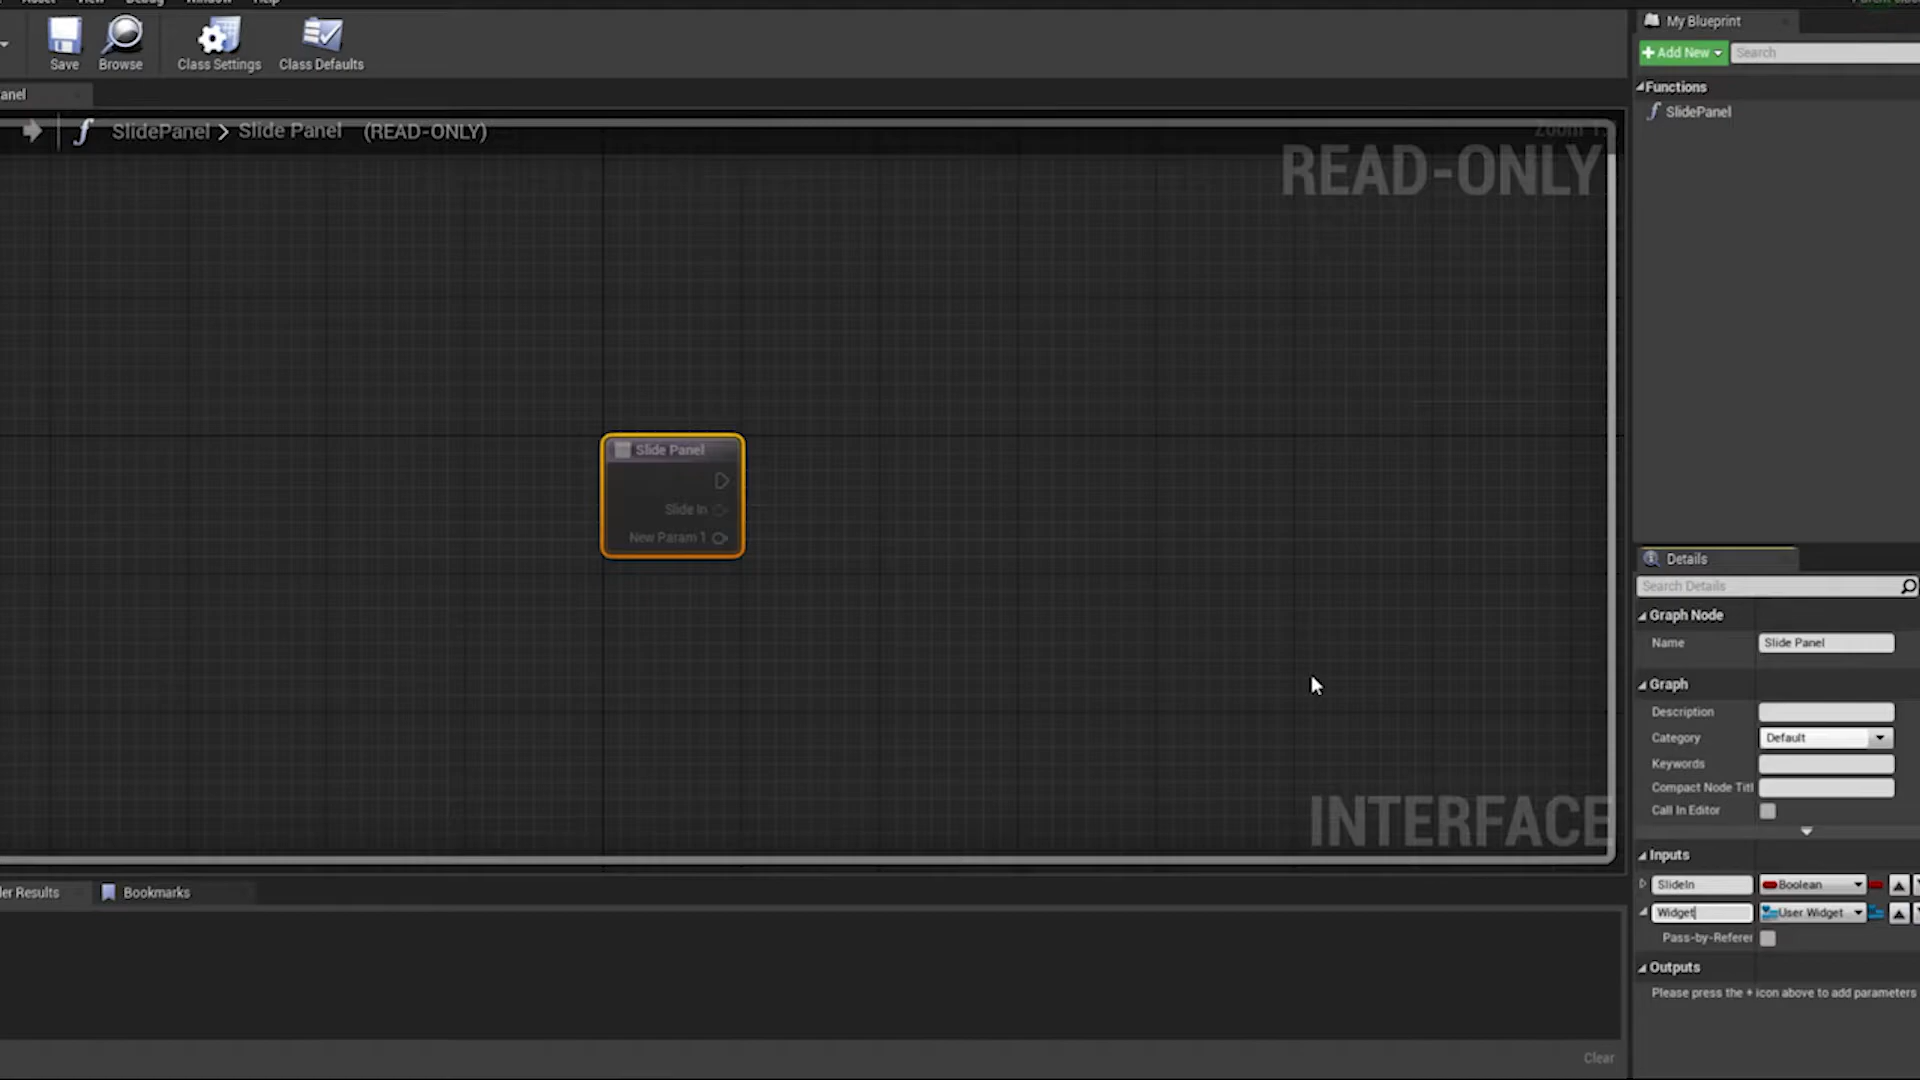 Asset View Debug Window Help
Save Browse Class Settings Class Defaults
anel
SlidePanel > Slide Panel (READ-ONLY)
READ-ONLY
Slide Panel
Slide In
New Param 1
INTERFACE
er Results Bookmarks
Clear
My Blueprint
+ Add New Search
Functions
f SlidePanel
Details
Search Details
Graph Node
Name Slide Panel
Graph
Description
Category Default
Keywords
Compact Node Titl
Call In Editor
Inputs
SlideIn Boolean
Widget User Widget
Pass-by-Referer
Outputs
Please press the + icon above to add parameters